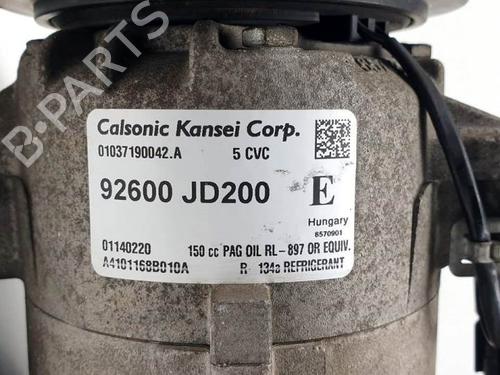 B-PARTS
Calsonic Kansei Corp.
01037190042.A 5 CVC
92600 JD200 E
Hungary
8570901
01140220 150 cc PAG OIL RL-897 OR EQUIV.
A4101168B010A R-134a REFRIGERANT